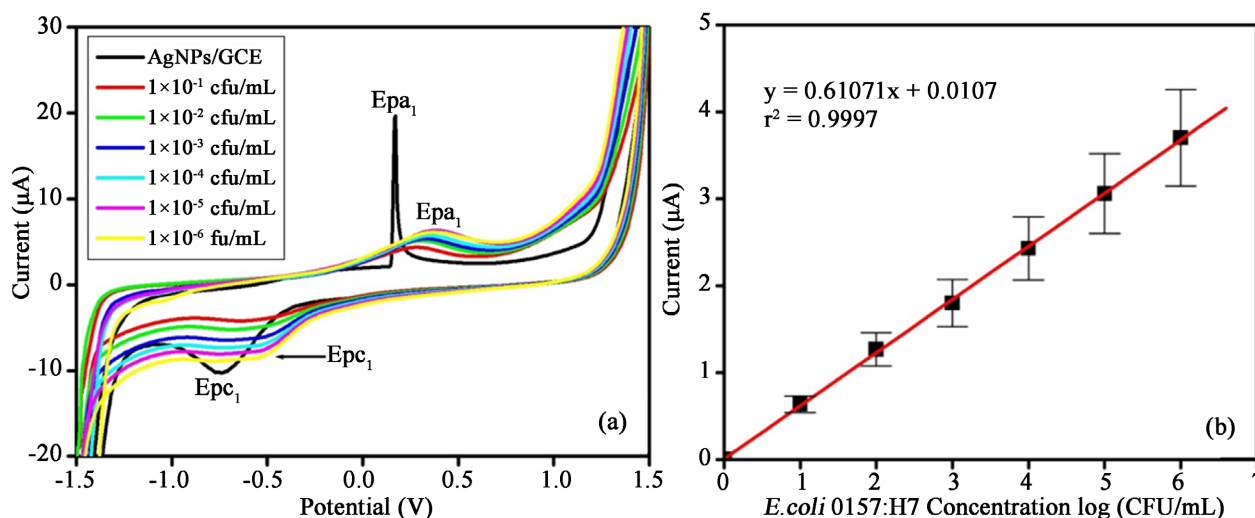 30
20
10
0
-10
-20
Current (µA)
AgNPs/GCE
1×10⁻¹ cfu/mL
1×10⁻² cfu/mL
1×10⁻³ cfu/mL
1×10⁻⁴ cfu/mL
1×10⁻⁵ cfu/mL
1×10⁻⁶ fu/mL
Epa₁
Epa₁
Epc₁
Epc₁
(a)
-1.5 -1.0 -0.5 0.0 0.5 1.0 1.5
Potential (V)
5
4
3
2
1
0
Current (µA)
y = 0.61071x + 0.0107
r² = 0.9997
(b)
0 1 2 3 4 5 6 7
E.coli 0157:H7 Concentration log (CFU/mL)